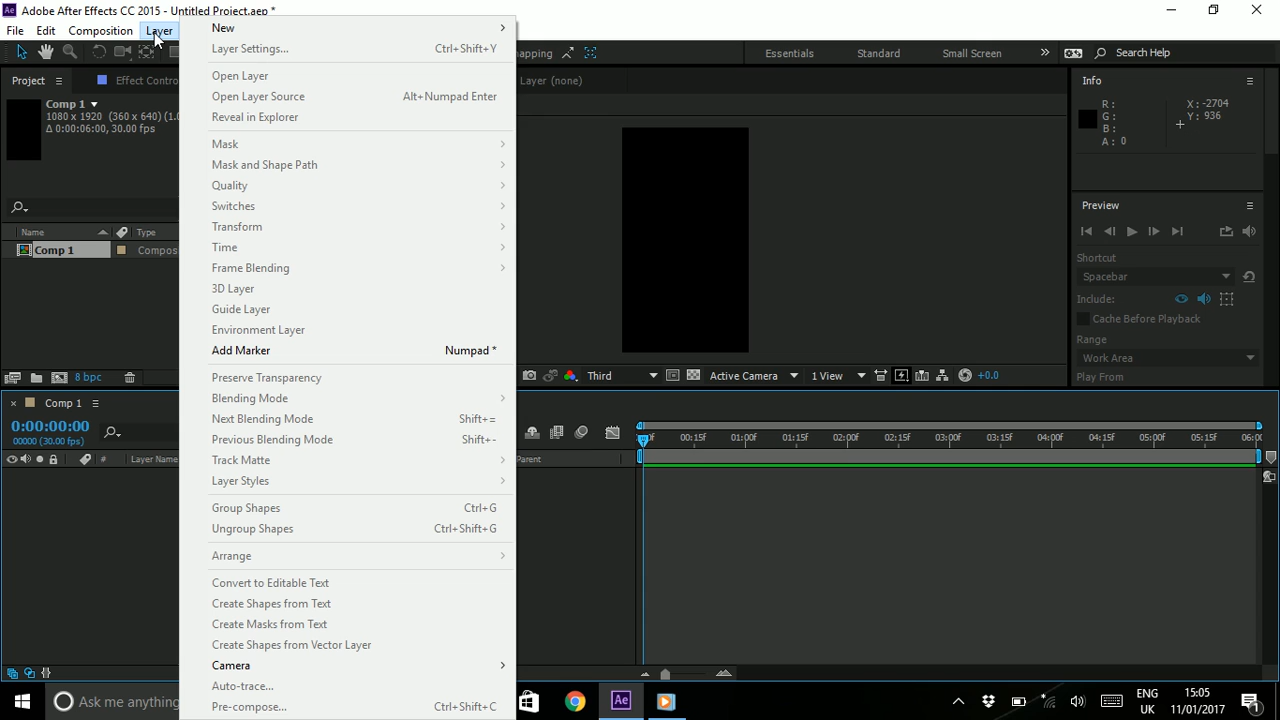 Adobe After Effects CC 2015 - Untitled Project.aep *
File Edit Composition Layer
New
Layer Settings... Ctrl+Shift+Y
Open Layer
Open Layer Source Alt+Numpad Enter
Reveal in Explorer
Mask
Mask and Shape Path
Quality
Switches
Transform
Time
Frame Blending
3D Layer
Guide Layer
Environment Layer
Add Marker Numpad *
Preserve Transparency
Blending Mode
Next Blending Mode Shift+=
Previous Blending Mode Shift+-
Track Matte
Layer Styles
Group Shapes Ctrl+G
Ungroup Shapes Ctrl+Shift+G
Arrange
Convert to Editable Text
Create Shapes from Text
Create Masks from Text
Create Shapes from Vector Layer
Camera
Auto-trace...
Pre-compose... Ctrl+Shift+C
Essentials Standard Small Screen » Search Help
Project Effect Contro
Layer (none)
Comp 1
1080 x 1920 (360 x 640) (1.0
Δ 0:00:06:00, 30.00 fps
Name Type
Comp 1 Compos
8 bpc
Third Active Camera 1 View +0.0
Info
R: X: -2704
G: Y: 936
B:
A: 0
Preview
Shortcut
Spacebar
Include:
Cache Before Playback
Range
Work Area
Play From
× Comp 1
0:00:00:00
00000 (30.00 fps)
# Layer Name
Parent
00:15f 01:00f 01:15f 02:00f 02:15f 03:00f 03:15f 04:00f 04:15f 05:00f 05:15f 06:00
Ask me anything
Ae
ENG
UK
15:05
11/01/2017
1